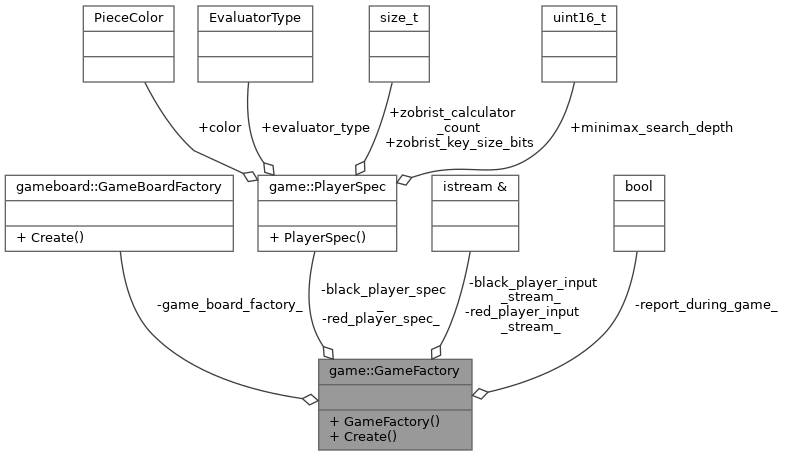 PieceColor
EvaluatorType
size_t
uint16_t
+color
+evaluator_type
+zobrist_calculator
_count
+zobrist_key_size_bits
+minimax_search_depth
gameboard::GameBoardFactory
+ Create()
game::PlayerSpec
+ PlayerSpec()
istream &
bool
-game_board_factory_
-black_player_spec
_
-red_player_spec_
-black_player_input
_stream_
-red_player_input
_stream_
-report_during_game_
game::GameFactory
+ GameFactory()
+ Create()